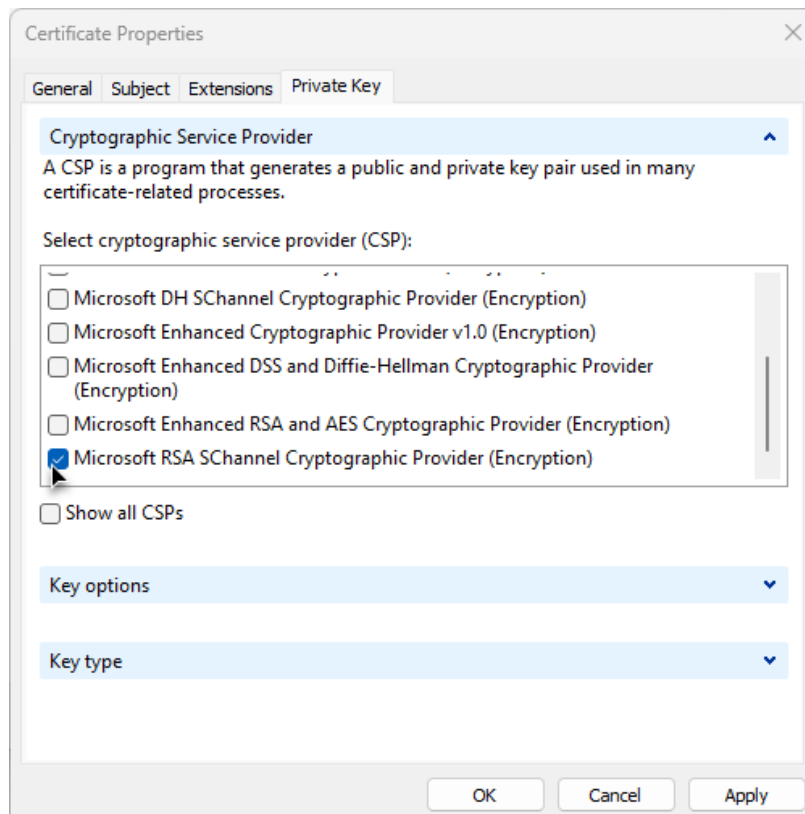 Certificate Properties
General Subject Extensions Private Key
Cryptographic Service Provider
A CSP is a program that generates a public and private key pair used in many
certificate-related processes.
Select cryptographic service provider (CSP):
Microsoft DH SChannel Cryptographic Provider (Encryption)
Microsoft Enhanced Cryptographic Provider v1.0 (Encryption)
Microsoft Enhanced DSS and Diffie-Hellman Cryptographic Provider
(Encryption)
Microsoft Enhanced RSA and AES Cryptographic Provider (Encryption)
Microsoft RSA SChannel Cryptographic Provider (Encryption)
Show all CSPs
Key options
Key type
OK Cancel Apply